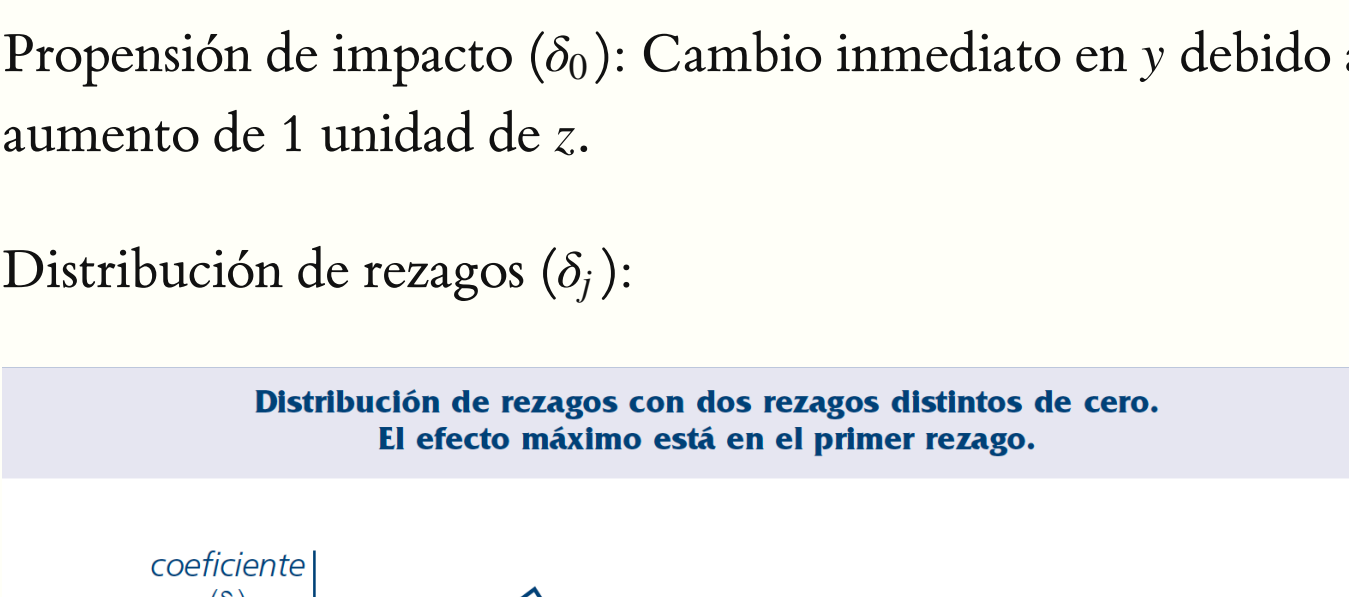 Propensión de impacto (δ₀): Cambio inmediato en y debido
aumento de 1 unidad de z.
Distribución de rezagos (δⱼ):
Distribución de rezagos con dos rezagos distintos de cero.
El efecto máximo está en el primer rezago.
coeficiente